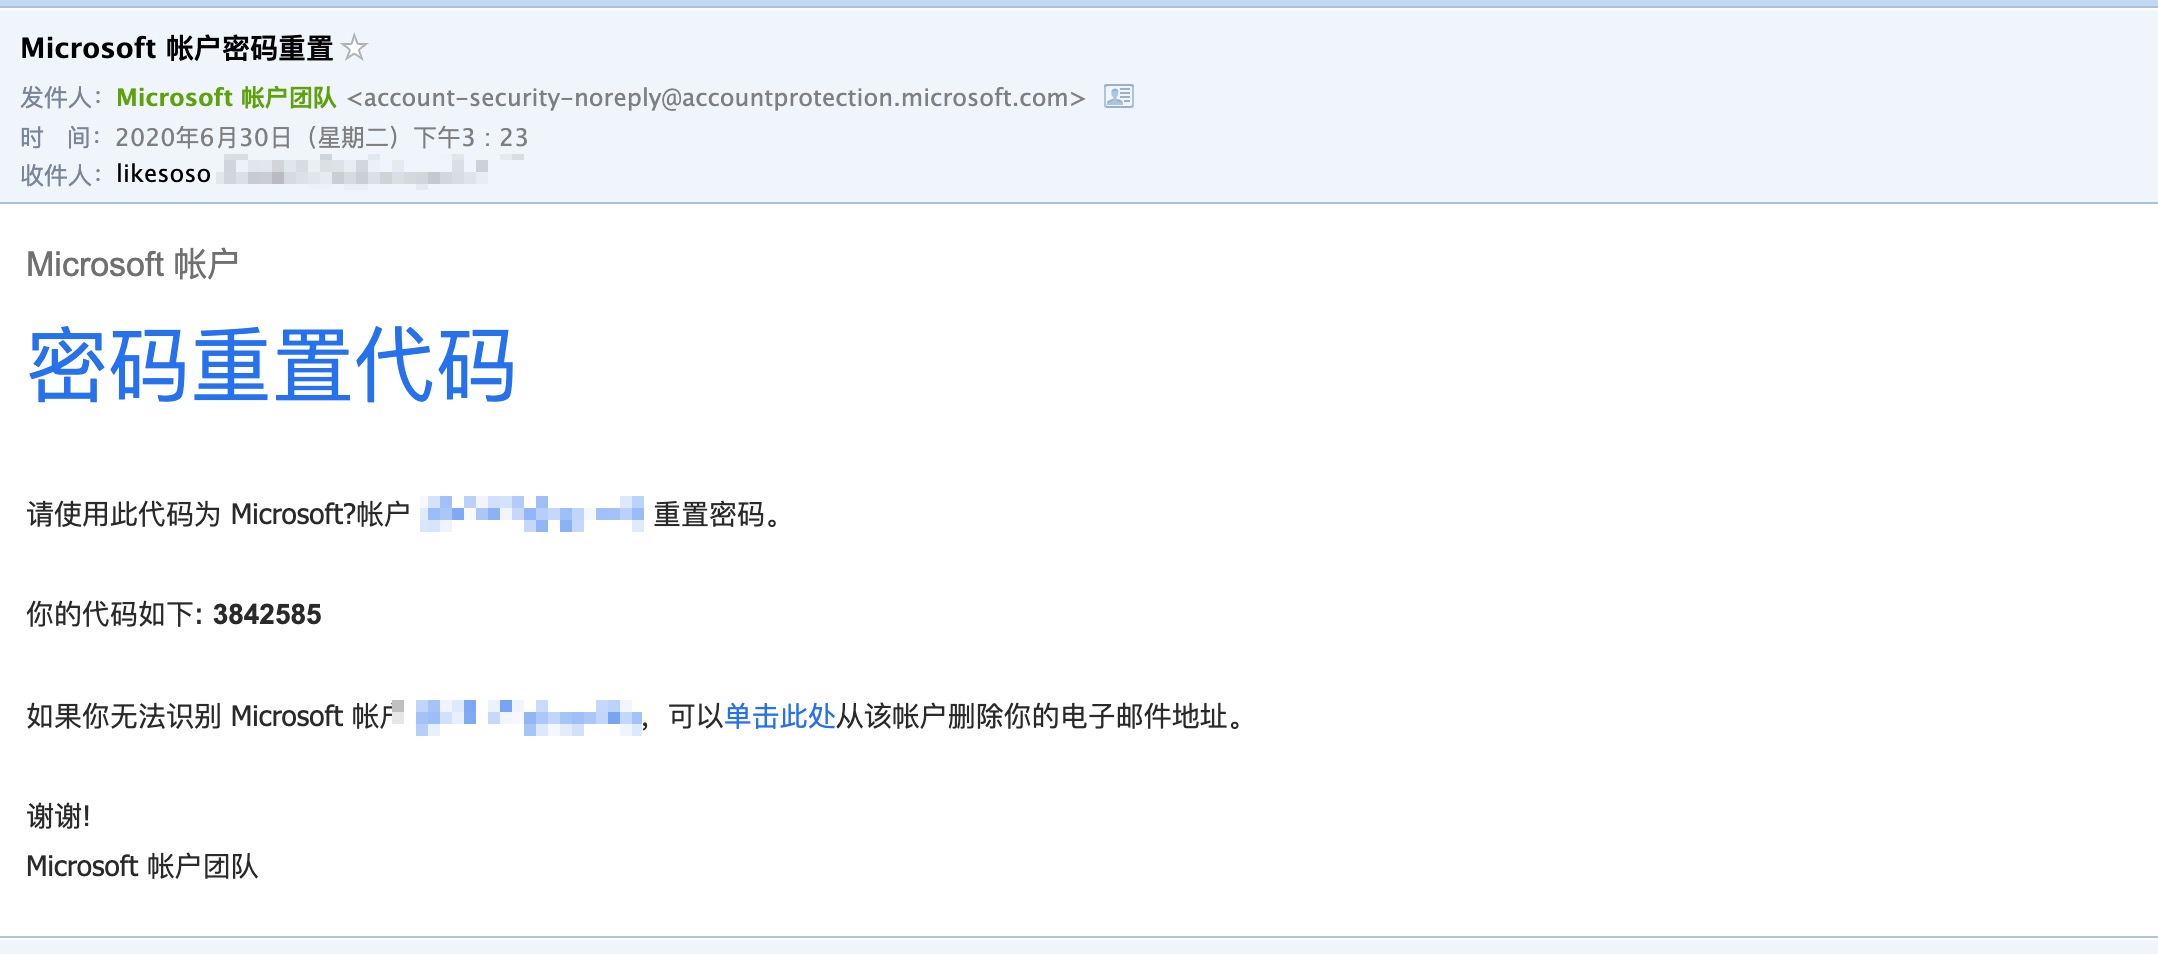 Microsoft 帐户密码重置
发件人：Microsoft 帐户团队 <account-security-noreply@accountprotection.microsoft.com>
时 间：2020年6月30日（星期二）下午3：23
收件人：likesoso
Microsoft 帐户
密码重置代码
请使用此代码为 Microsoft?帐户 重置密码。
你的代码如下: 3842585
如果你无法识别 Microsoft 帐户 ，可以单击此处从该帐户删除你的电子邮件地址。
谢谢!
Microsoft 帐户团队